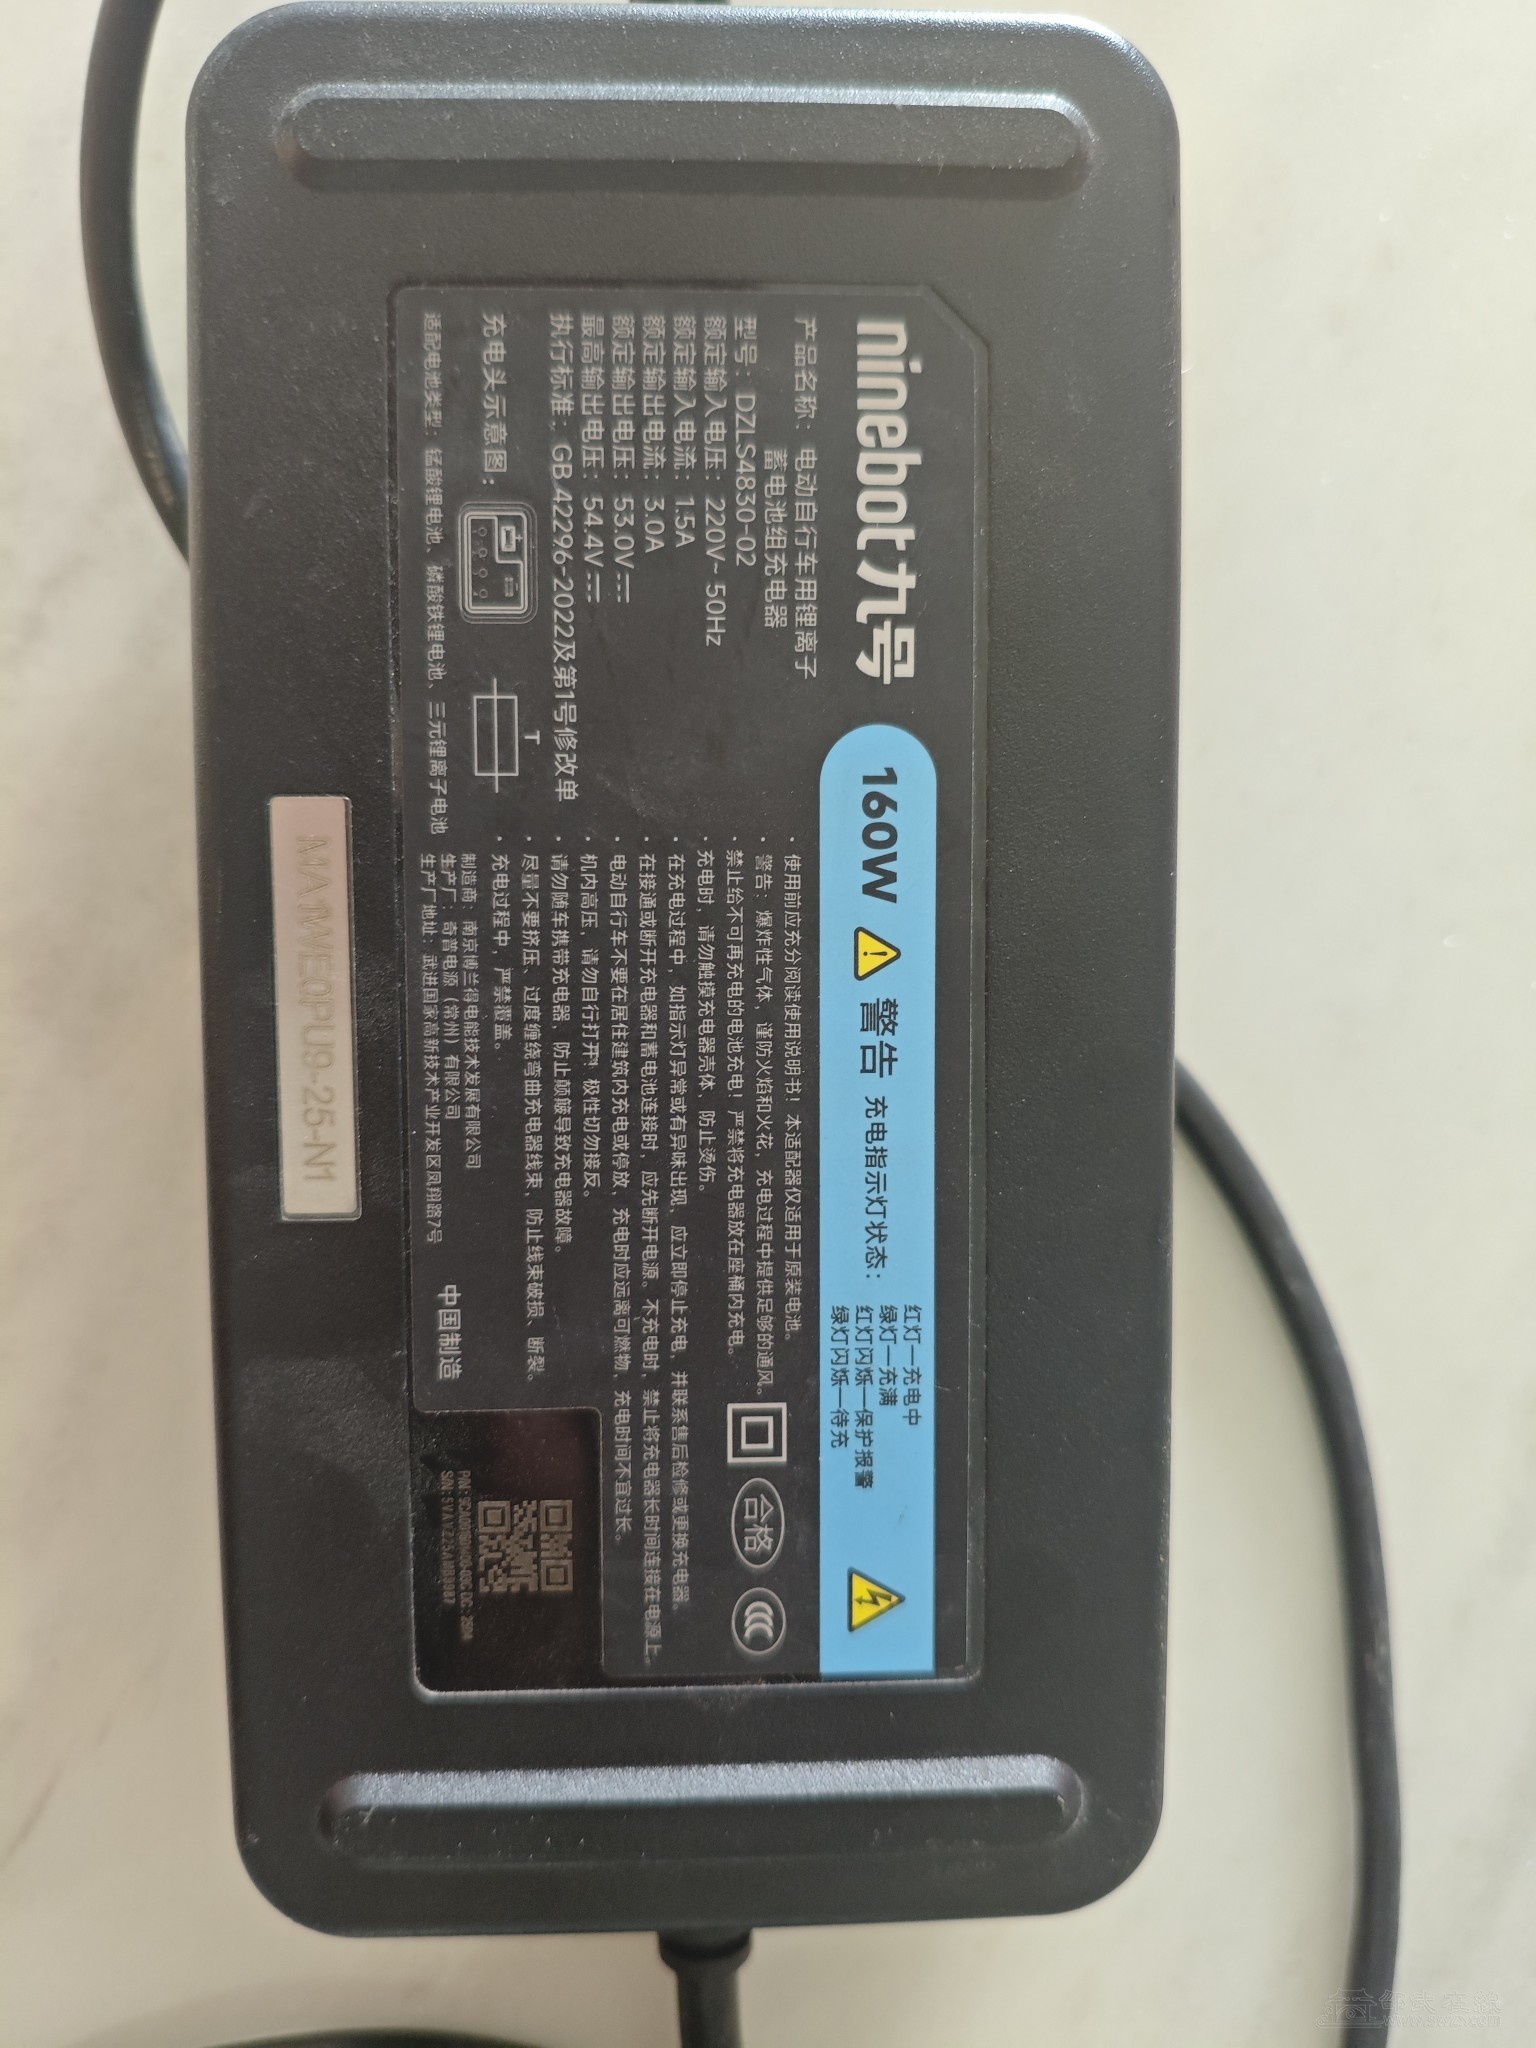 ninebot九号
160W
警告
充电指示灯状态：
红灯—充电中
绿灯—充满
红灯闪烁—保护报警
绿灯闪烁—待充
产品名称：电动自行车用锂离子
蓄电池组充电器
型号：DZLS4830-02
额定输入电压：220V~ 50Hz
额定输入电流：1.5A
额定输出电流：3.0A
额定输出电压：53.0V⎓
最高输出电压：54.4V⎓
执行标准：GB 42296-2022及第1号修改单
充电头示意图：
T
适配电池类型：锰酸锂电池、磷酸铁锂电池、三元锂离子电池
· 使用前应充分阅读使用说明书！本适配器仅适用于原装电池。
· 警告：爆炸性气体，谨防火焰和火花，充电过程中提供足够的通风。
· 禁止给不可再充电的电池充电！严禁将充电器放在座桶内充电。
· 充电时，请勿触摸充电器壳体，防止烫伤。
· 在充电过程中，如指示灯异常或有异味出现，应立即停止充电，并联系售后检修或更换充电器。
· 在接通或断开充电器和蓄电池连接时，应先断开电源。不充电时，禁止将充电器长时间连接在电源上。
· 电动自行车不要在居住建筑内充电或停放，充电时应远离可燃物，充电时间不宜过长。
· 机内高压，请勿自行打开！极性切勿接反。
· 请勿随车携带充电器，防止颠簸导致充电器故障。
· 尽量不要挤压、过度缠绕弯曲充电器线束，防止线束破损、断裂。
· 充电过程中，严禁覆盖。
制造商：南京博兰得电能技术发展有限公司
生产厂：奇普电源（常州）有限公司
生产厂地址：武进国家高新技术产业开发区凤翔路7号
中国制造
合格
MA1WE0PU9-25-N1